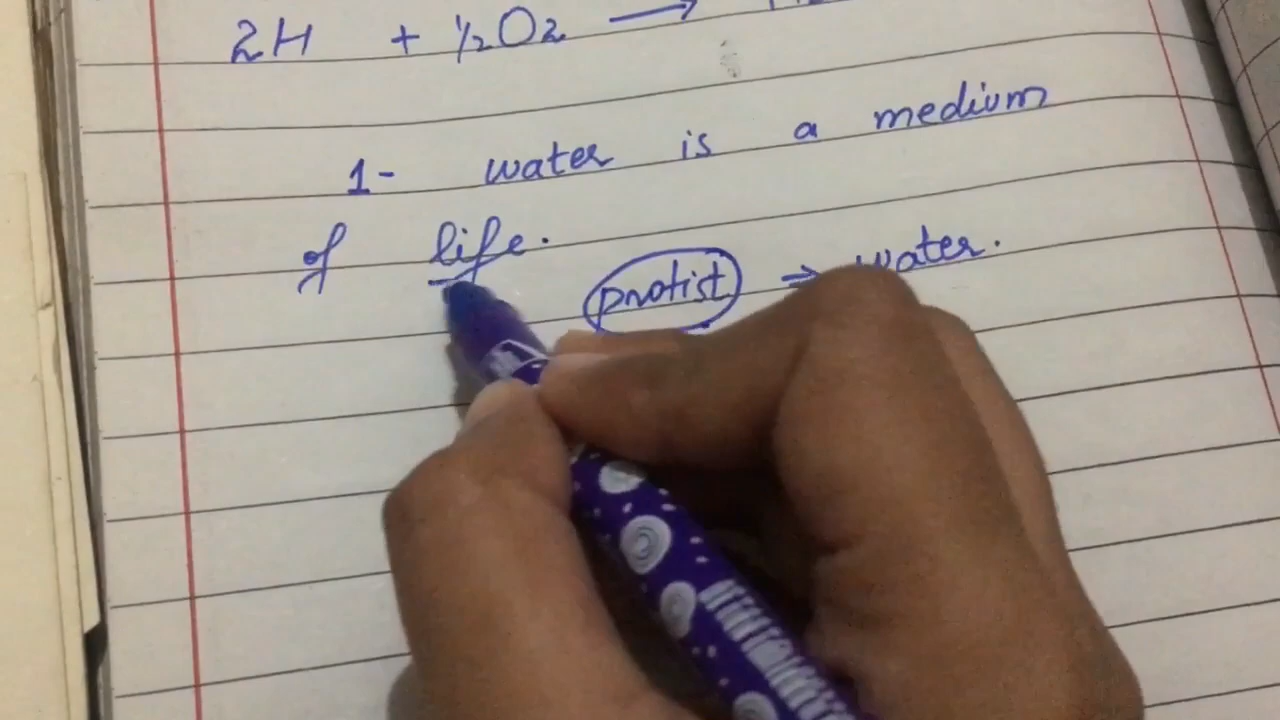 2H + ½O2 →
1- water is a medium
of life.
protist ⇒ water.